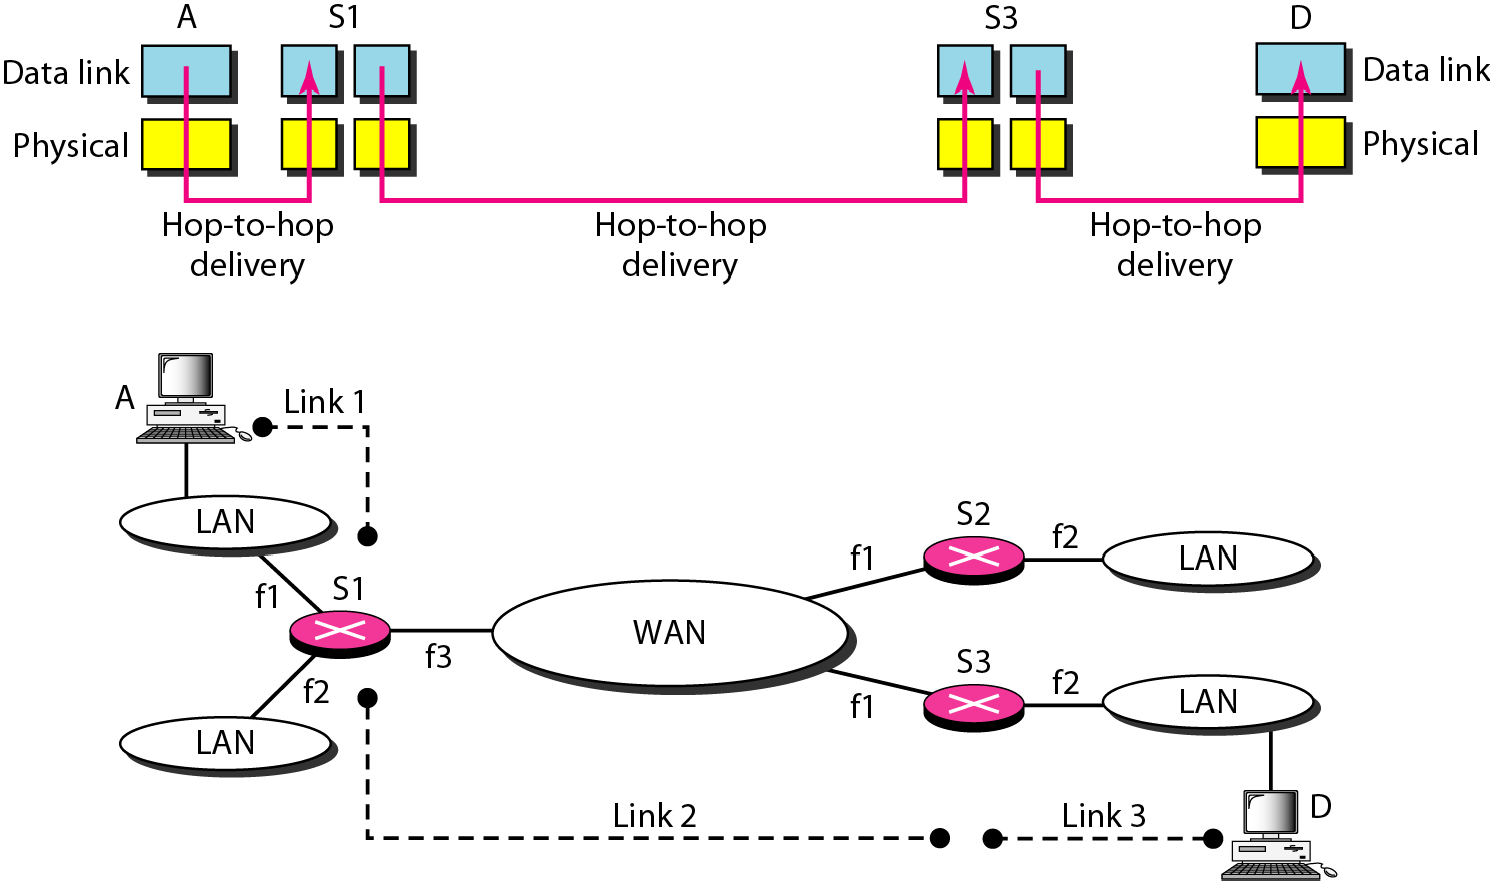 A
S1
S3
D
Data link
Data link
Physical
Physical
Hop-to-hop
delivery
Hop-to-hop
delivery
Hop-to-hop
delivery
A
Link 1
LAN
S2
f1
f2
LAN
f1
S1
WAN
f3
S3
f2
f2
LAN
f1
LAN
Link 2
Link 3
D